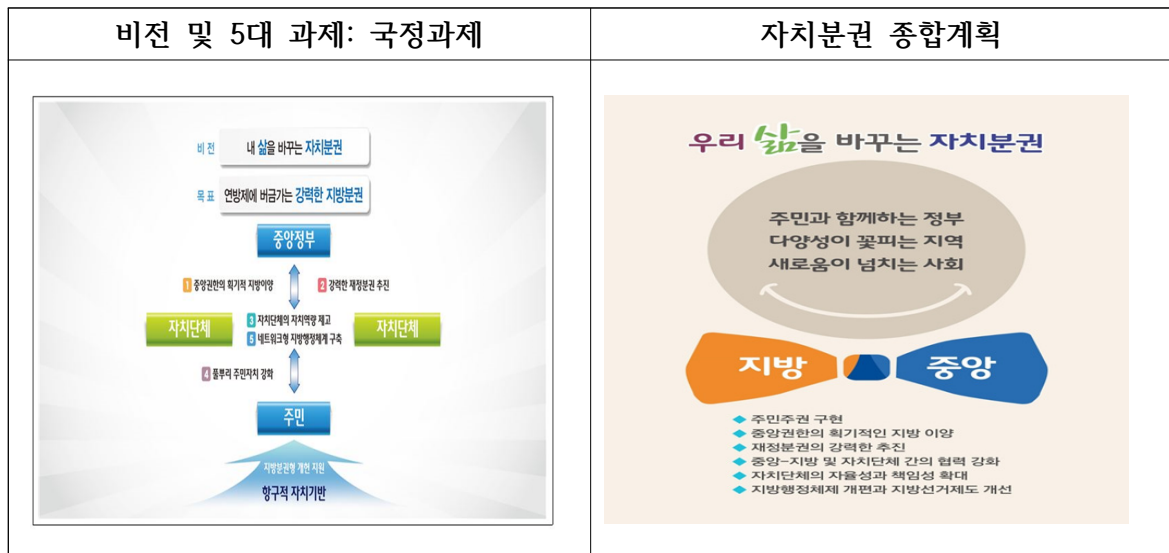 비전 및 5대 과제: 국정과제
자치분권 종합계획
비전 내 삶을 바꾸는 자치분권
목표 연방제에 버금가는 강력한 지방분권
중앙정부
1 중앙권한의 획기적 지방이양
2 강력한 재정분권 추진
자치단체
3 자치단체의 자치역량 제고
5 네트워크형 지방행정체계 구축
자치단체
4 풀뿌리 주민자치 강화
주민
지방분권형 개헌 지원
항구적 자치기반
우리 삶을 바꾸는 자치분권
주민과 함께하는 정부
다양성이 꽃피는 지역
새로움이 넘치는 사회
지방 중앙
◆ 주민주권 구현
◆ 중앙권한의 획기적인 지방 이양
◆ 재정분권의 강력한 추진
◆ 중앙-지방 및 자치단체 간의 협력 강화
◆ 자치단체의 자율성과 책임성 확대
◆ 지방행정체제 개편과 지방선거제도 개선